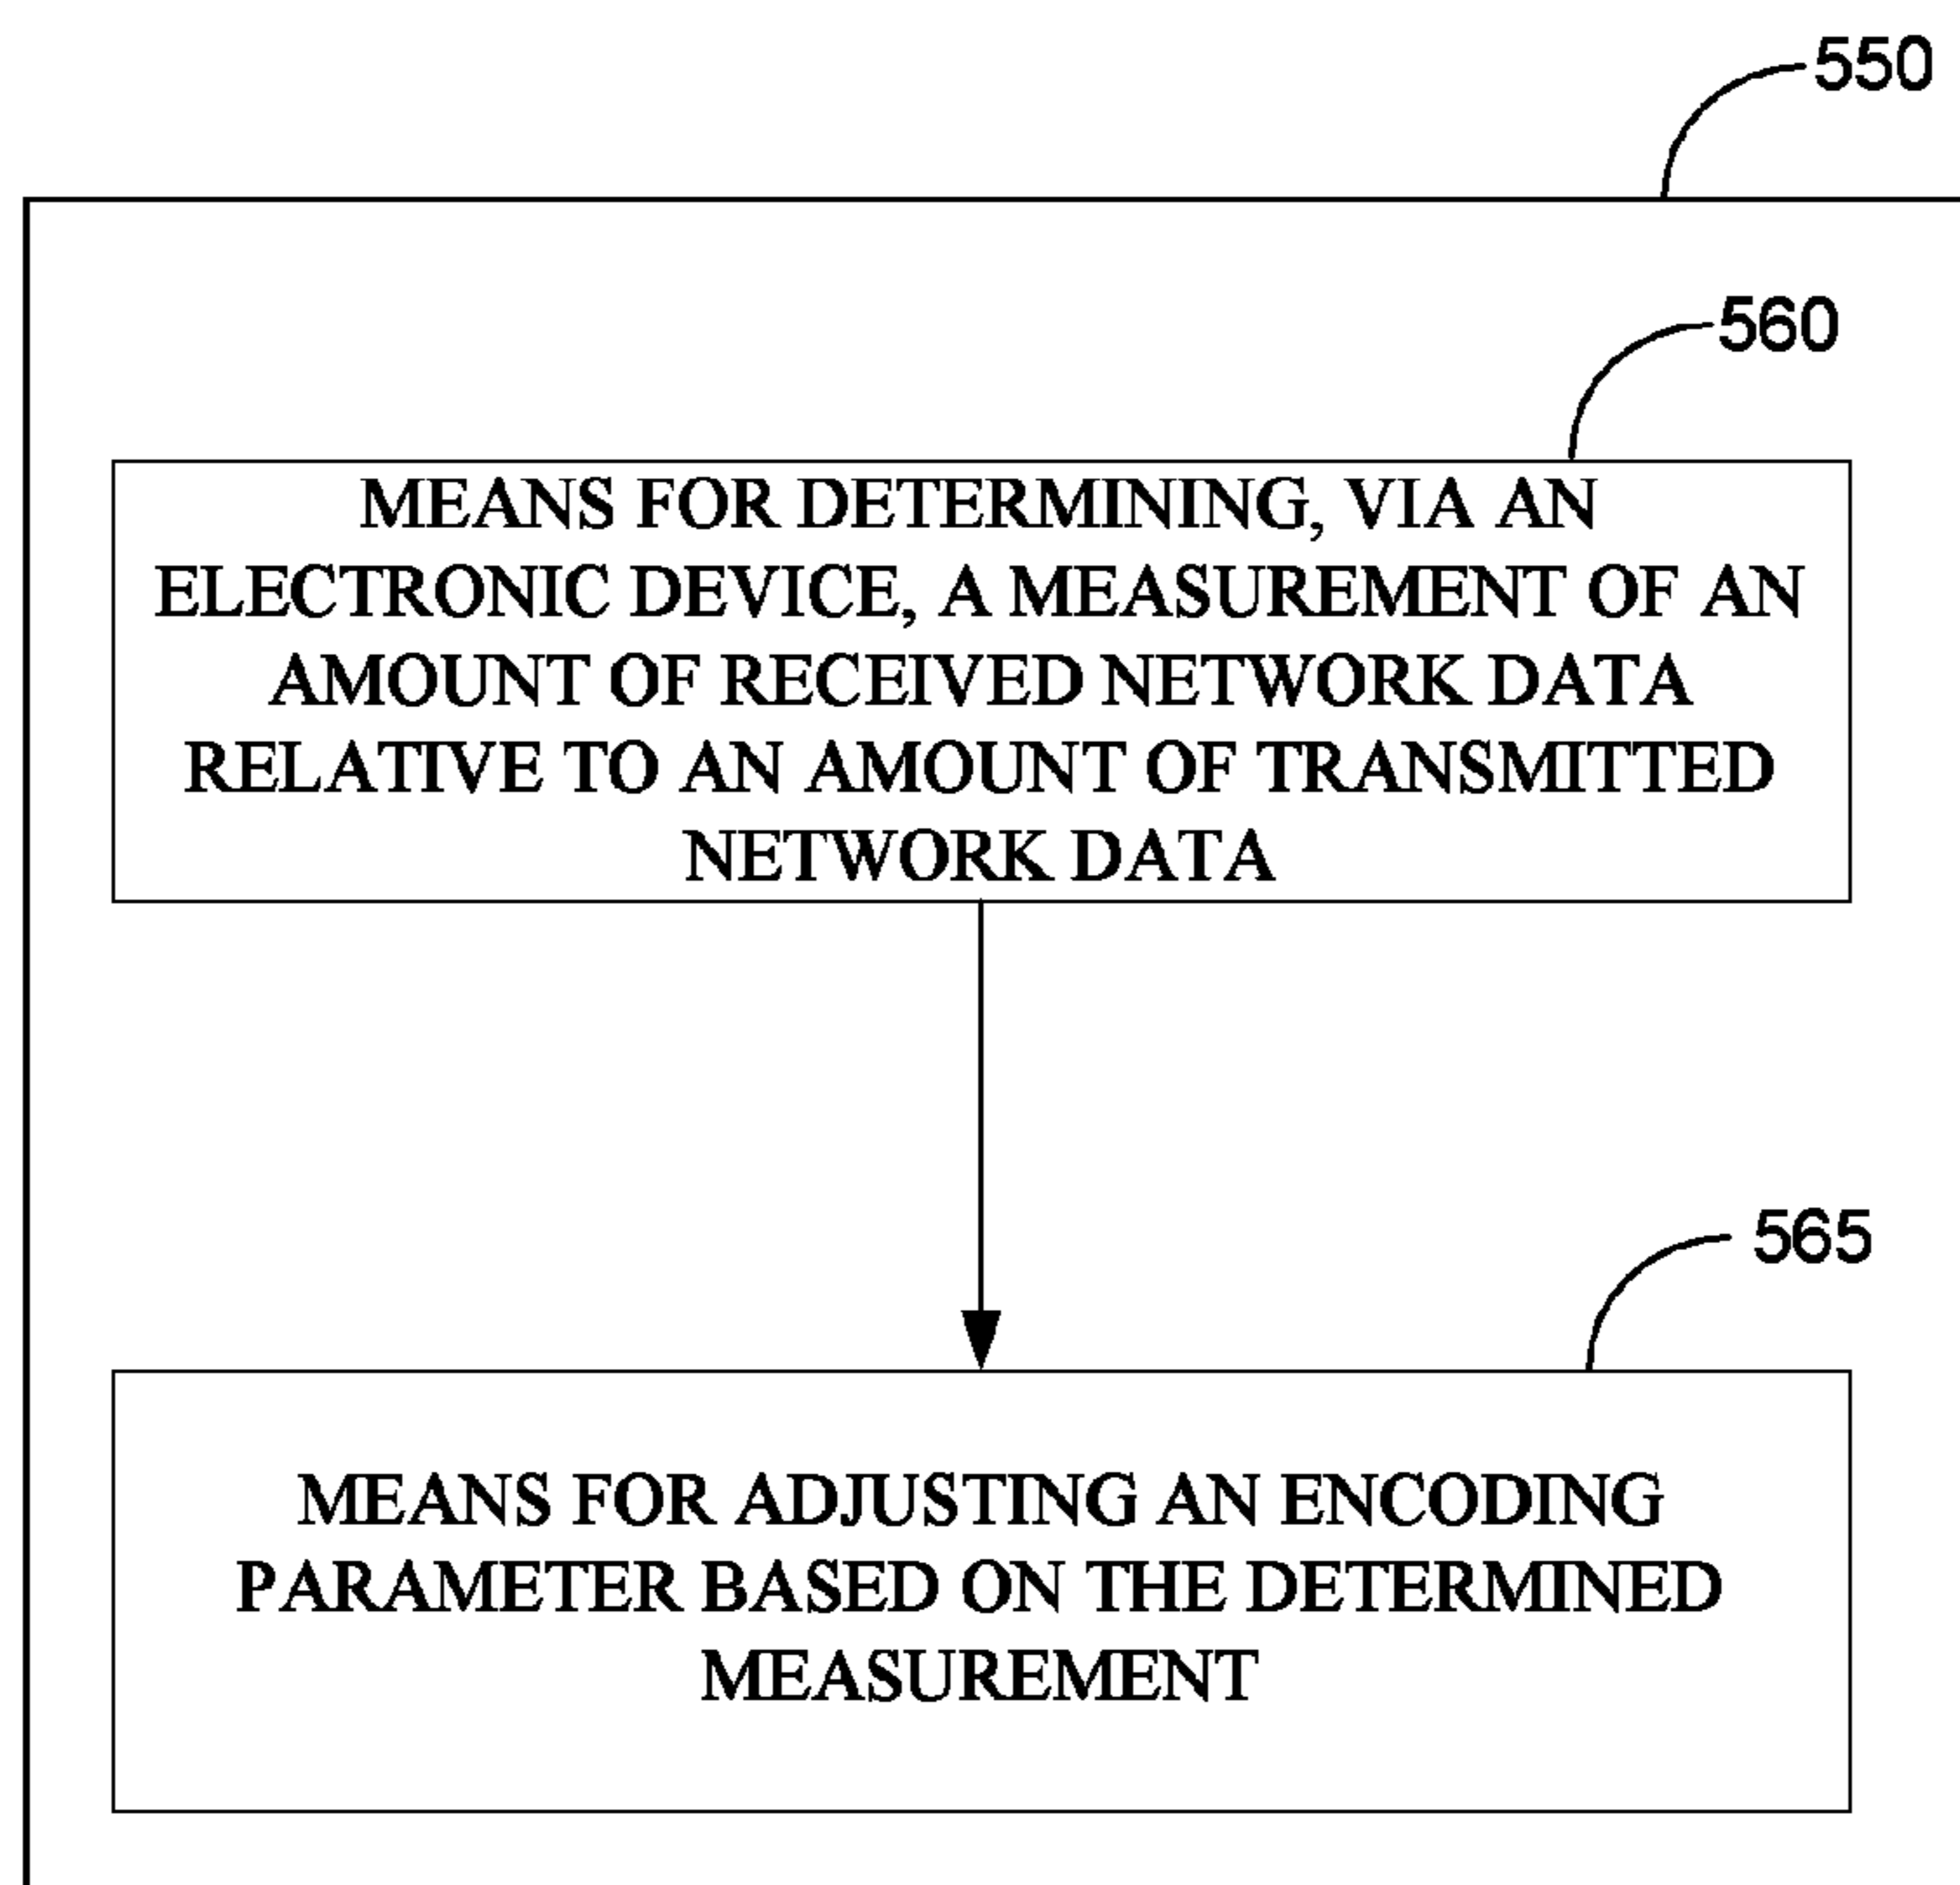 550
560
MEANS FOR DETERMINING, VIA AN
ELECTRONIC DEVICE, A MEASUREMENT OF AN
AMOUNT OF RECEIVED NETWORK DATA
RELATIVE TO AN AMOUNT OF TRANSMITTED
NETWORK DATA
565
MEANS FOR ADJUSTING AN ENCODING
PARAMETER BASED ON THE DETERMINED
MEASUREMENT